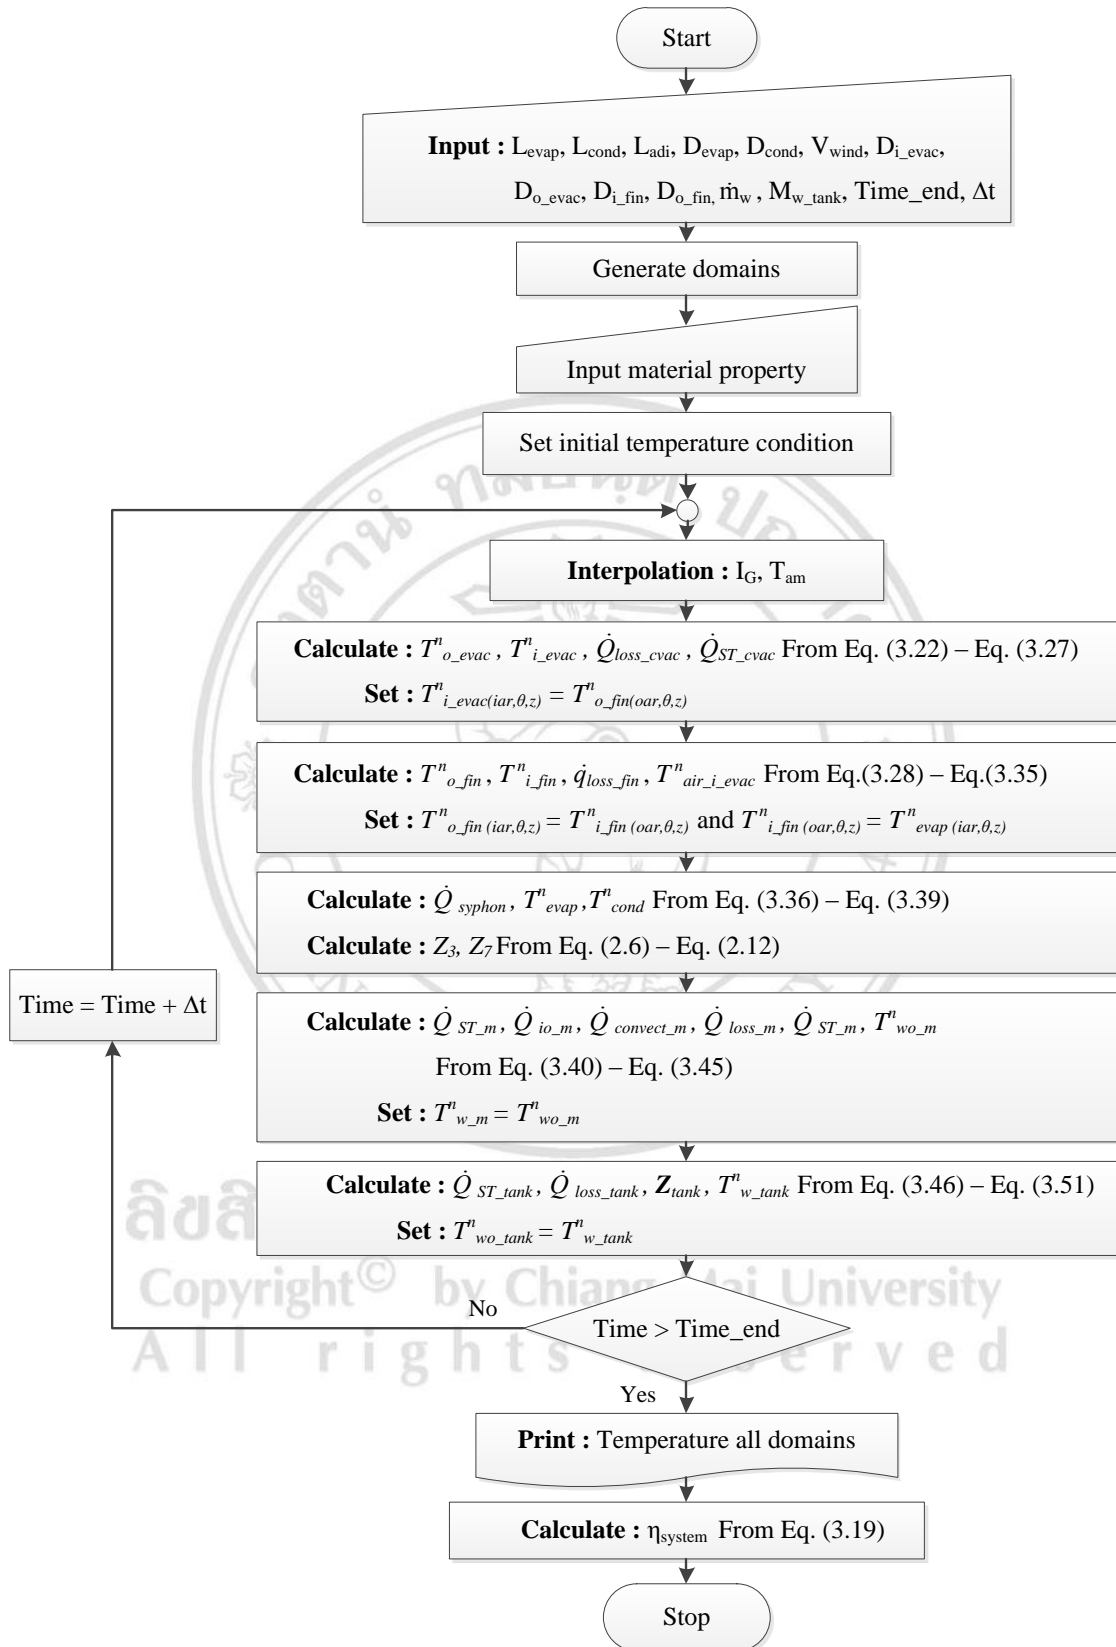 Start
Input : L_evap, L_cond, L_adi, D_evap, D_cond, V_wind, D_i_evac,
D_o_evac, D_i_fin, D_o_fin, ṁ_w , M_w_tank, Time_end, Δt
Generate domains
Input material property
Set initial temperature condition
Interpolation : I_G, T_am
Calculate : T^n_o_evac , T^n_i_evac, Q̇_loss_cvac, Q̇_ST_cvac From Eq. (3.22) – Eq. (3.27)
Set : T^n_i_evac(iar,θ,z) = T^n_o_fin(oar,θ,z)
Calculate : T^n_o_fin, T^n_i_fin, q̇_loss_fin, T^n_air_i_evac From Eq.(3.28) – Eq.(3.35)
Set : T^n_o_fin (iar,θ,z) = T^n_i_fin (oar,θ,z) and T^n_i_fin (oar,θ,z) = T^n_evap (iar,θ,z)
Calculate : Q̇ _syphon, T^n_evap ,T^n_cond From Eq. (3.36) – Eq. (3.39)
Calculate : Z_3, Z_7 From Eq. (2.6) – Eq. (2.12)
Time = Time + Δt
Calculate : Q̇ _ST_m, Q̇ _io_m, Q̇ _convect_m, Q̇ _loss_m, Q̇ _ST_m, T^n_wo_m
From Eq. (3.40) – Eq. (3.45)
Set : T^n_w_m = T^n_wo_m
Calculate : Q̇ _ST_tank, Q̇ _loss_tank, Z_tank, T^n_w_tank From Eq. (3.46) – Eq. (3.51)
Set : T^n_wo_tank = T^n_w_tank
ลิขสิ
Copyright© by Chiang Mai University
All rights
No
Time > Time_end
Yes
Print : Temperature all domains
Calculate : η_system From Eq. (3.19)
Stop